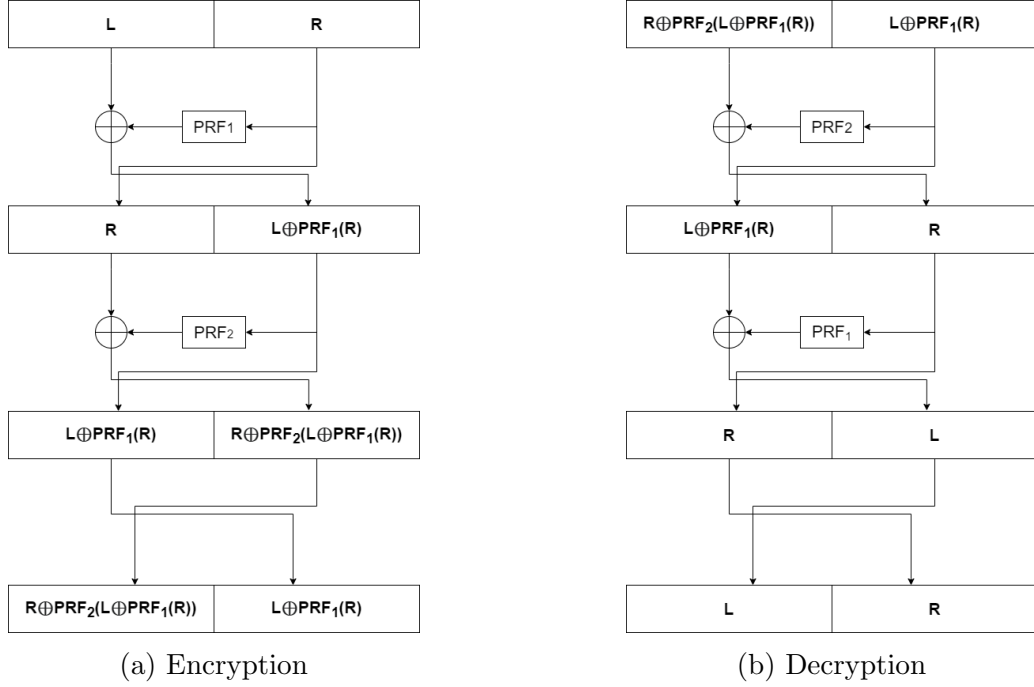 L R
PRF1
R L⊕PRF₁(R)
PRF₂
L⊕PRF₁(R) R⊕PRF₂(L⊕PRF₁(R))
R⊕PRF₂(L⊕PRF₁(R)) L⊕PRF₁(R)
(a) Encryption
R⊕PRF₂(L⊕PRF₁(R)) L⊕PRF₁(R)
PRF2
L⊕PRF₁(R) R
PRF₁
R L
L R
(b) Decryption